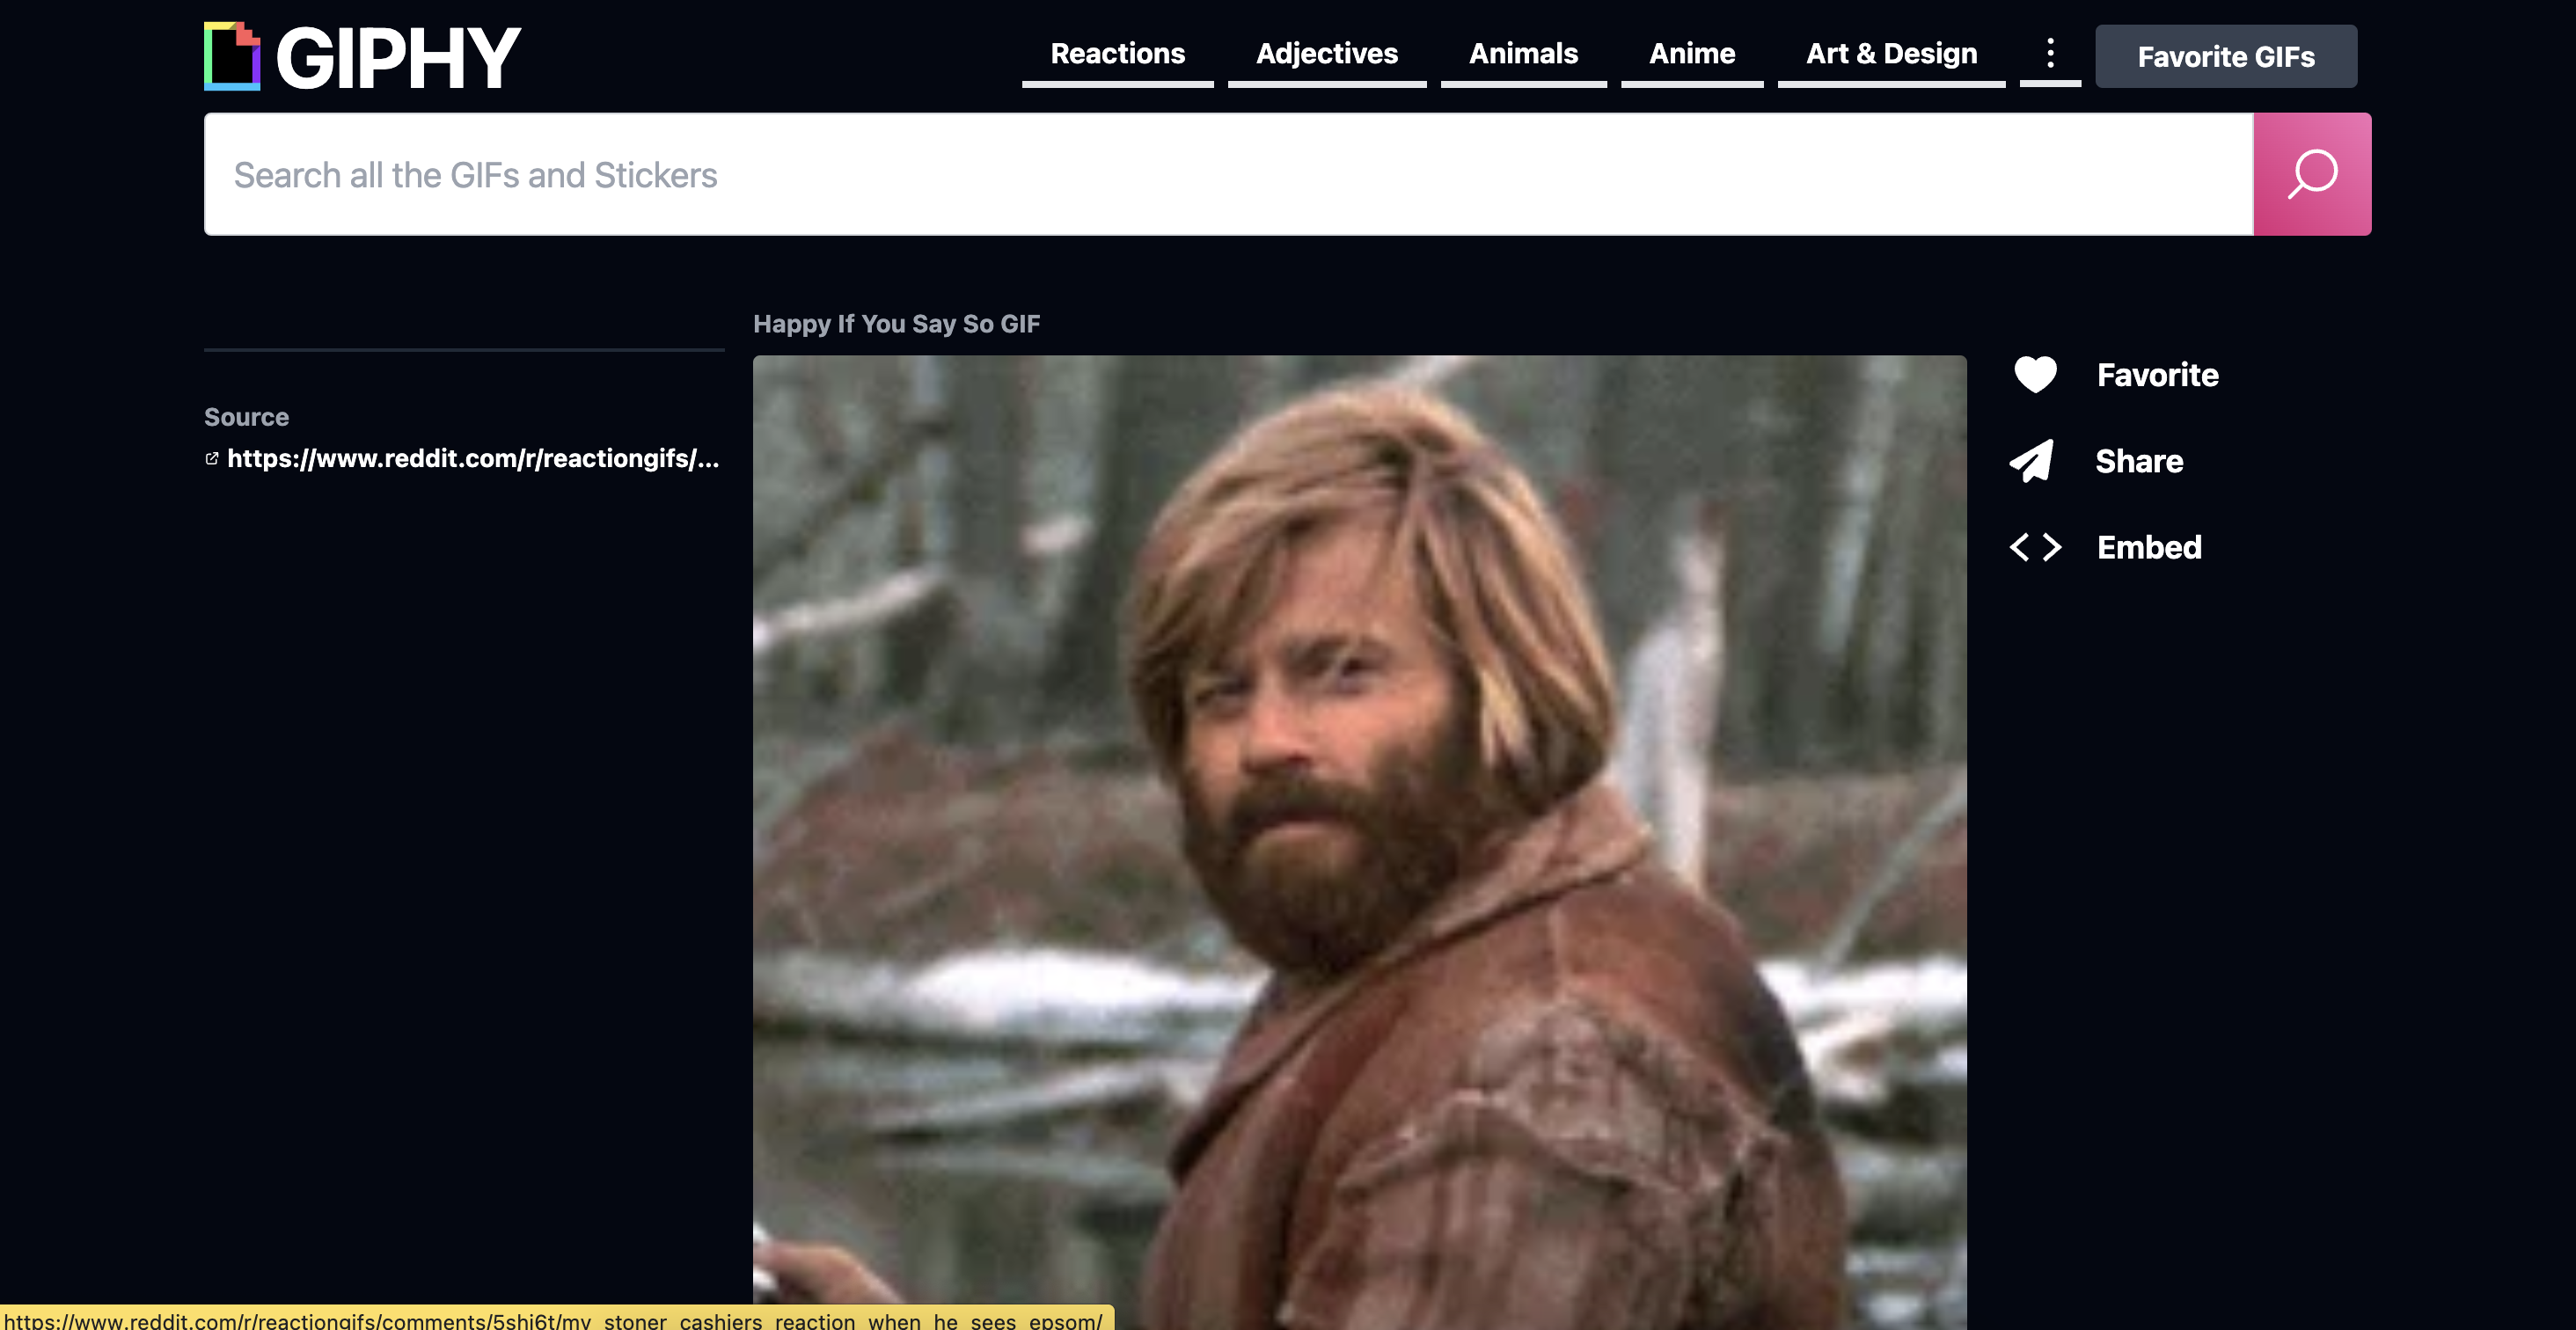 GIPHY
Reactions Adjectives Animals Anime Art & Design Favorite GIFs
Search all the GIFs and Stickers
Happy If You Say So GIF
Favorite
Source
https://www.reddit.com/r/reactiongifs/...
Share
Embed
https://www.reddit.com/r/reactiongifs/comments/5shi6t/my_stoner_cashiers_reaction_when_he_sees_epsom/